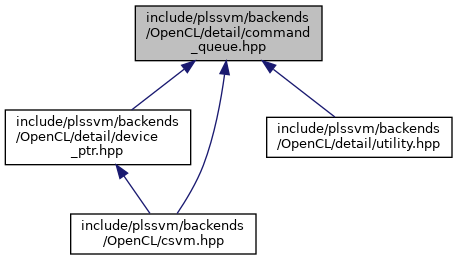 include/plssvm/backends
/OpenCL/detail/command
_queue.hpp
include/plssvm/backends
/OpenCL/detail/device
_ptr.hpp
include/plssvm/backends
/OpenCL/detail/utility.hpp
include/plssvm/backends
/OpenCL/csvm.hpp